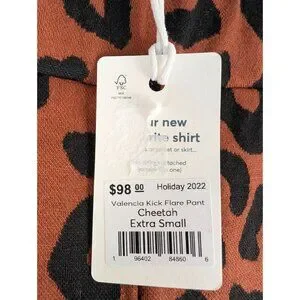 FSC
ur new
rite shirt
$98 00 Holiday 2022
Valencia Kick Flare Pant
Cheetah
Extra Small
1 96402 84860 6